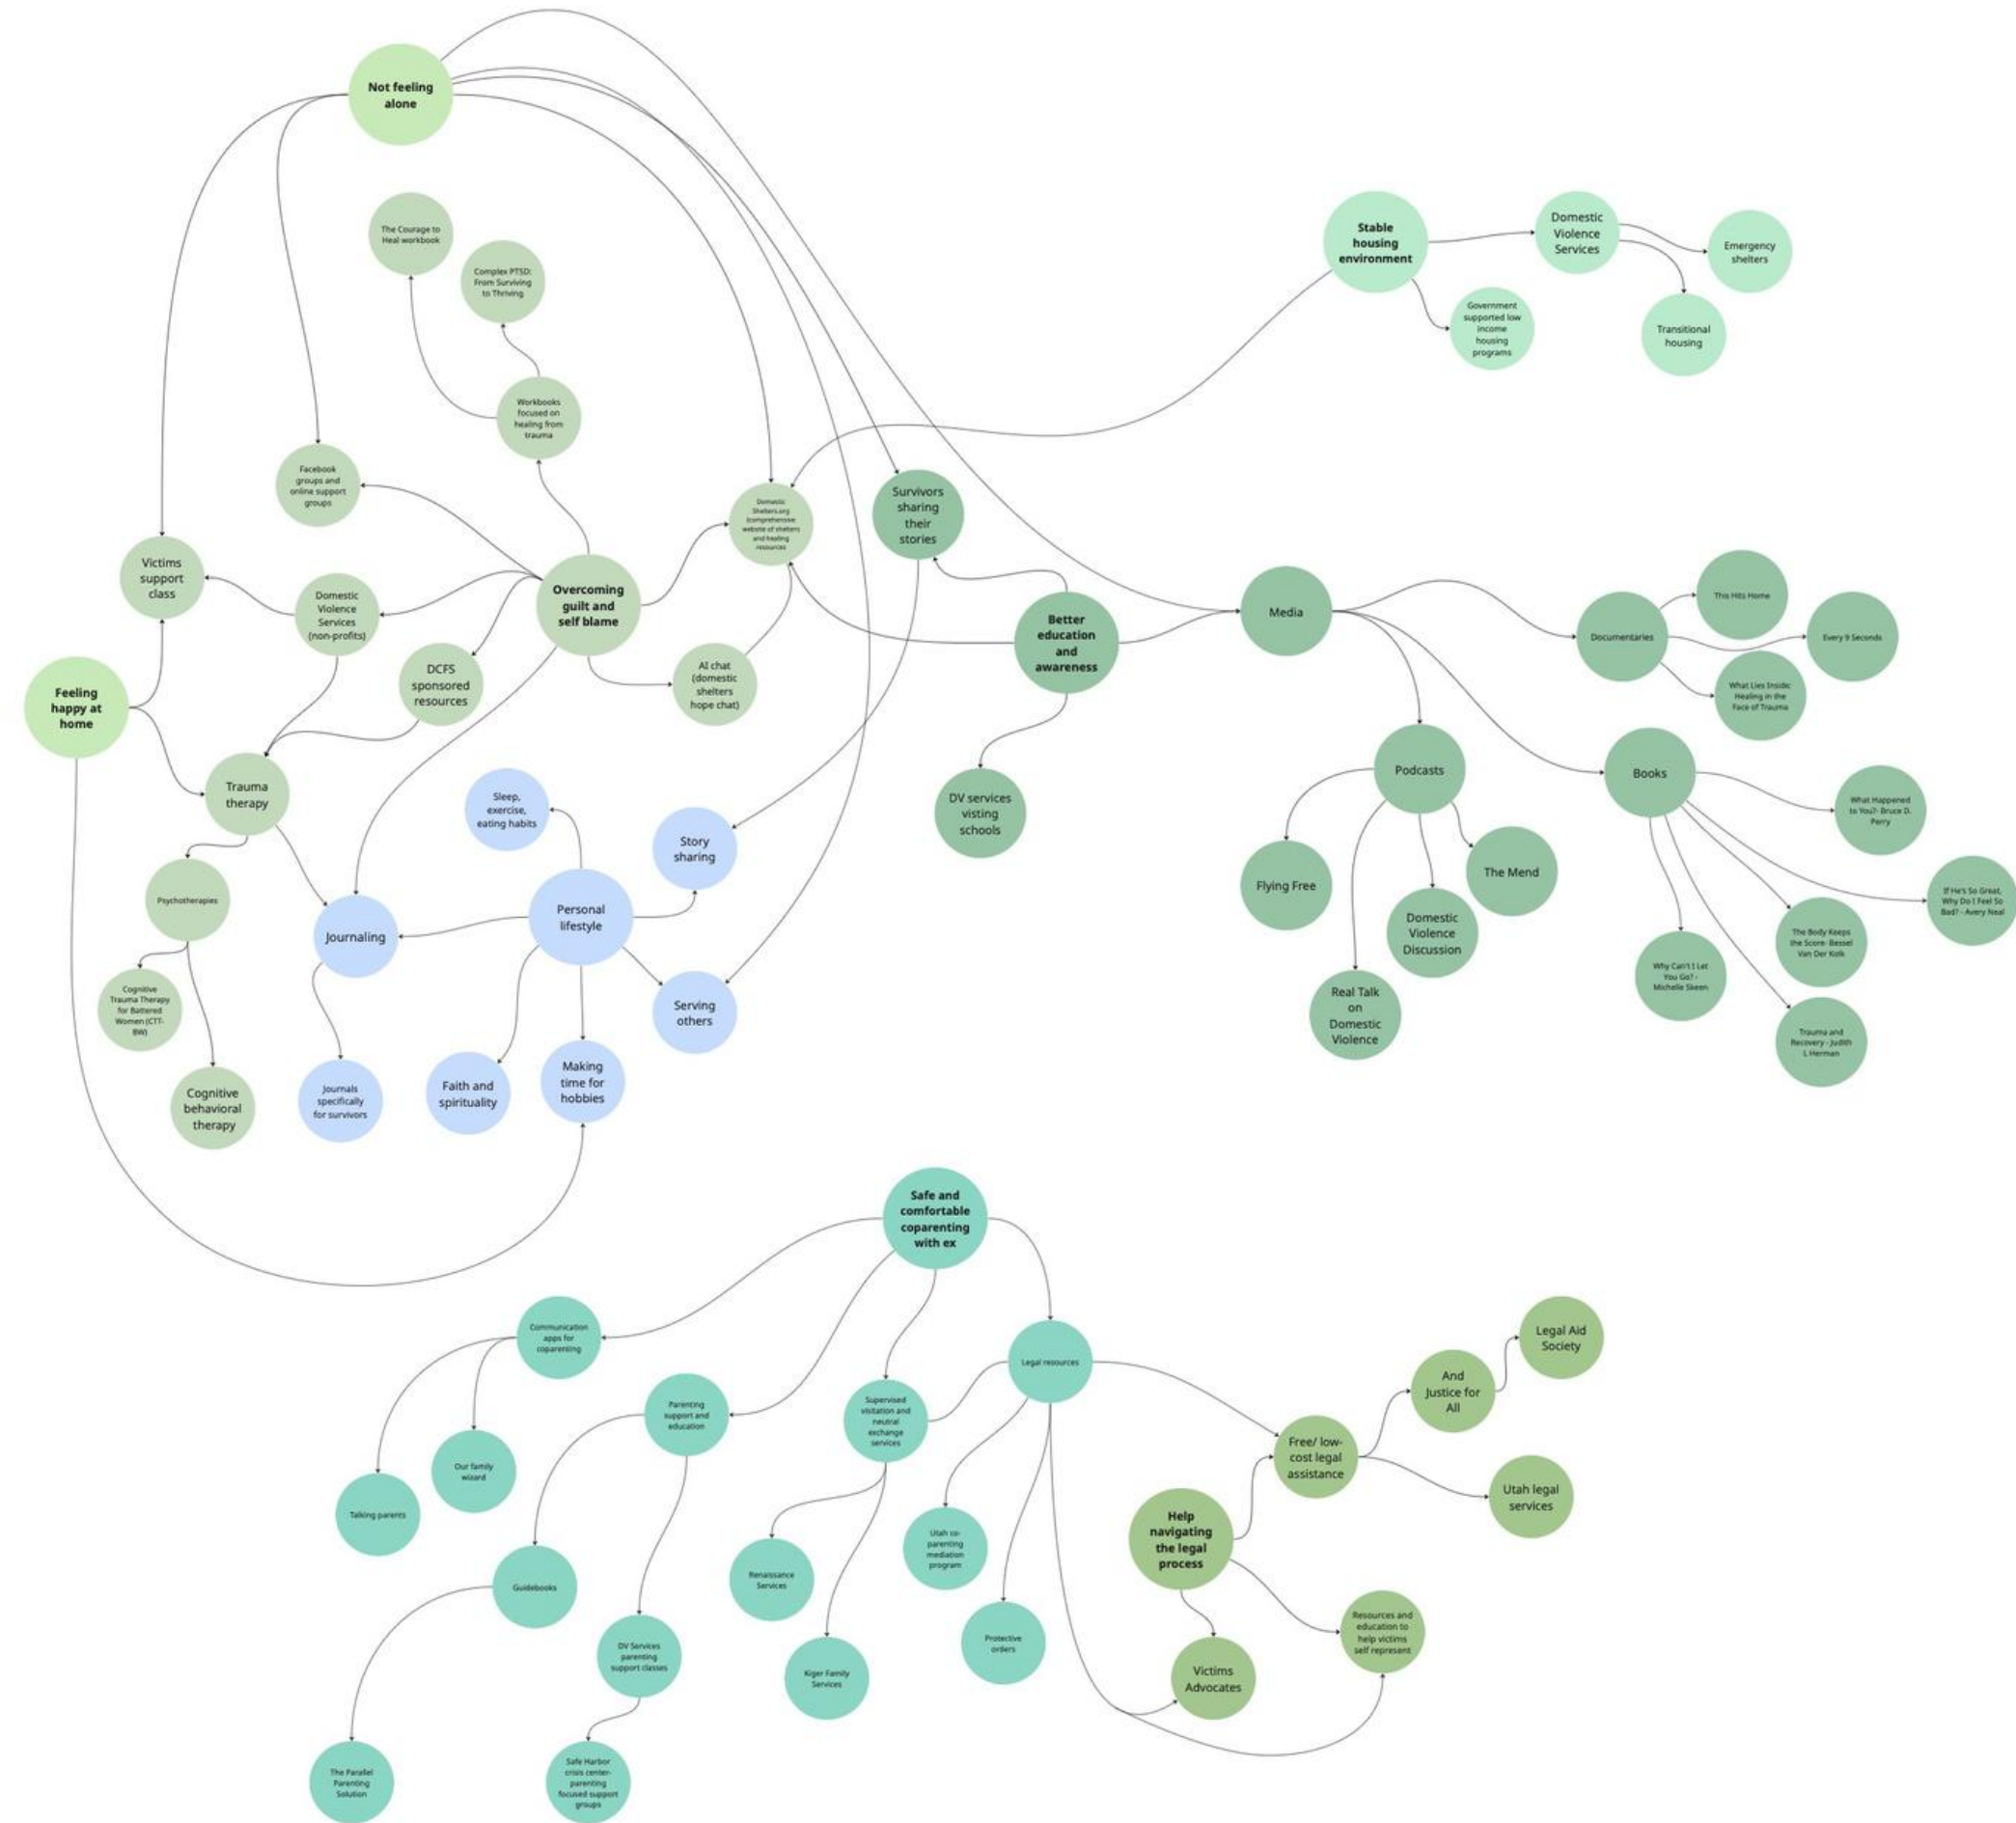 Not feeling
alone
The Courage to
Heal workbook
Complex PTSD:
From Surviving
to Thriving
Workbooks
focused on
healing from
trauma
Facebook
groups and
online support
groups
Victims
support
class
Domestic
Violence
Services
(non-profits)
Overcoming
guilt and
self blame
DCFS
sponsored
resources
AI chat
(domestic
shelters
hope chat)
Domestic
Shelters.org
(comprehensive
website of shelters
and healing
resources
Feeling
happy at
home
Trauma
therapy
Psychotherapies
Cognitive
Trauma Therapy
for Battered
Women (CTT-
BW)
Cognitive
behavioral
therapy
Sleep,
exercise,
eating habits
Story
sharing
Personal
lifestyle
Journaling
Journals
specifically
for survivors
Faith and
spirituality
Making
time for
hobbies
Serving
others
Stable
housing
environment
Domestic
Violence
Services
Emergency
shelters
Government
supported low
income
housing
programs
Transitional
housing
Survivors
sharing
their
stories
Better
education
and
awareness
DV services
visting
schools
Media
Documentaries
This Hits Home
Every 9 Seconds
What Lies Inside:
Healing in the
Face of Trauma
Podcasts
Flying Free
Real Talk
on
Domestic
Violence
Domestic
Violence
Discussion
The Mend
Books
What Happened
to You?- Bruce D.
Perry
If He's So Great,
Why Do I Feel So
Bad? - Avery Neal
The Body Keeps
the Score- Bessel
Van Der Kolk
Why Can't I Let
You Go? -
Michelle Skeen
Trauma and
Recovery - Judith
L Herman
Safe and
comfortable
coparenting
with ex
Communication
apps for
coparenting
Talking parents
Our family
wizard
Parenting
support and
education
Guidebooks
The Parallel
Parenting
Solution
DV Services
parenting
support classes
Safe Harbor
crisis center-
parenting
focused support
groups
Supervised
visitation and
neutral
exchange
services
Renaissance
Services
Kiger Family
Services
Legal resources
Utah co-
parenting
mediation
program
Protective
orders
Help
navigating
the legal
process
Free/ low-
cost legal
assistance
And
Justice for
All
Legal Aid
Society
Utah legal
services
Resources and
education to
help victims
self represent
Victims
Advocates